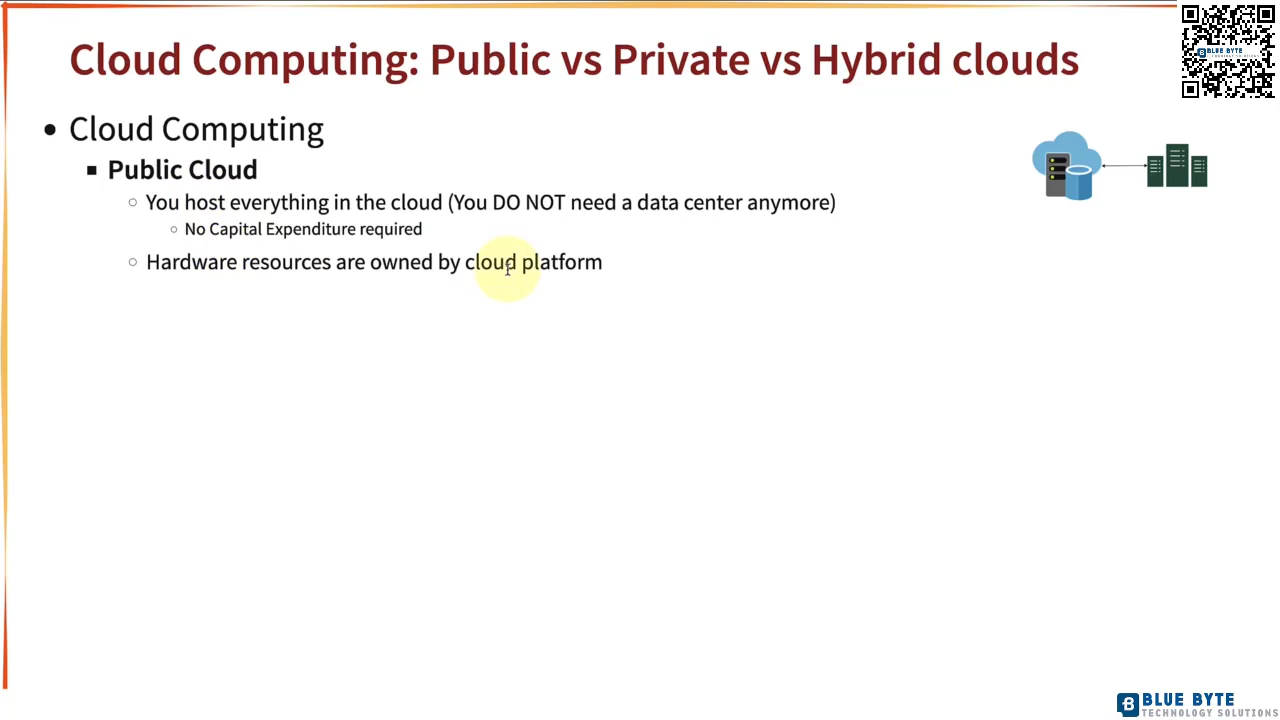 Cloud Computing: Public vs Private vs Hybrid clouds
BLUE BYTE
Cloud Computing
Public Cloud
You host everything in the cloud (You DO NOT need a data center anymore)
No Capital Expenditure required
Hardware resources are owned by cloud platform
BLUE BYTE
TECHNOLOGY SOLUTIONS